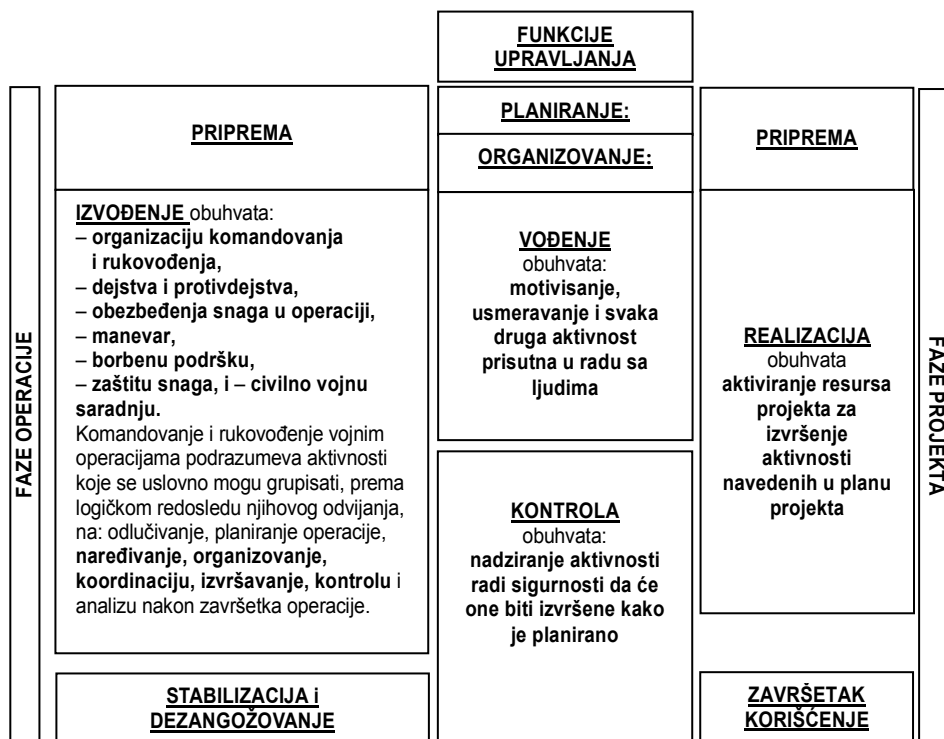 FUNKCIJE
UPRAVLJANJA
FAZE OPERACIJE
PRIPREMA
IZVOĐENJE obuhvata:
– organizaciju komandovanja
i rukovođenja,
– dejstva i protivdejstva,
– obezbeđenja snaga u operaciji,
– manevar,
– borbenu podršku,
– zaštitu snaga, i – civilno vojnu
saradnju.
Komandovanje i rukovođenje vojnim
operacijama podrazumeva aktivnosti
koje se uslovno mogu grupisati, prema
logičkom redosledu njihovog odvijanja,
na: odlučivanje, planiranje operacije,
naređivanje, organizovanje,
koordinaciju, izvršavanje, kontrolu i
analizu nakon završetka operacije.
STABILIZACIJA i
DEZANGOŽOVANJE
PLANIRANJE:
ORGANIZOVANJE:
VOĐENJE
obuhvata:
motivisanje,
usmeravanje i svaka
druga aktivnost
prisutna u radu sa
ljudima
KONTROLA
obuhvata:
nadziranje aktivnosti
radi sigurnosti da će
one biti izvršene kako
je planirano
PRIPREMA
REALIZACIJA
obuhvata
aktiviranje resursa
projekta za
izvršenje
aktivnosti
navedenih u planu
projekta
ZAVRŠETAK
KORIŠĆENJE
FAZE PROJEKTA